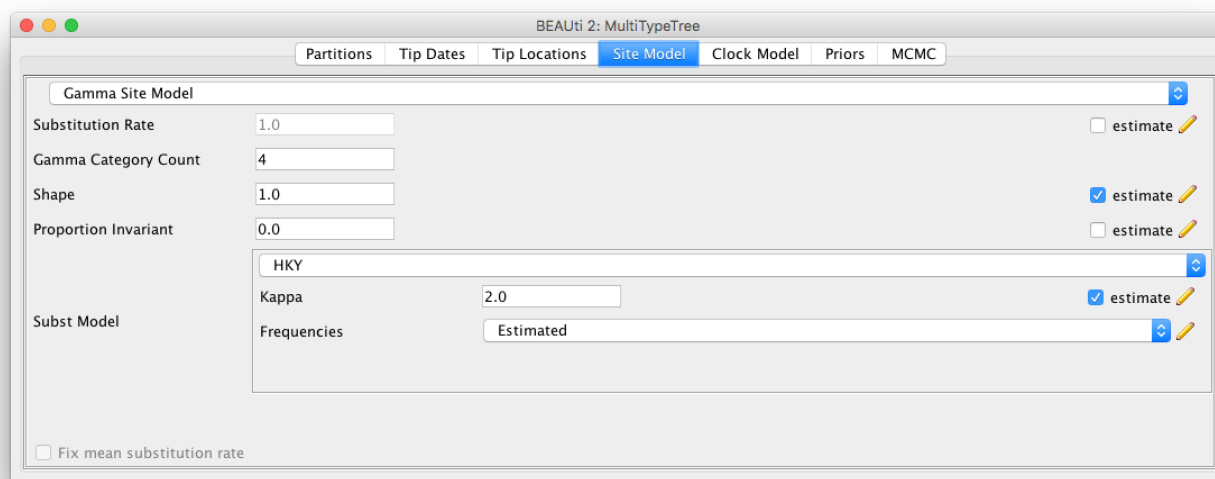 BEAUti 2: MultiTypeTree
Partitions Tip Dates Tip Locations Site Model Clock Model Priors MCMC
Gamma Site Model
Substitution Rate 1.0 estimate
Gamma Category Count 4
Shape 1.0 estimate
Proportion Invariant 0.0 estimate
HKY
Kappa 2.0 estimate
Subst Model
Frequencies Estimated
Fix mean substitution rate